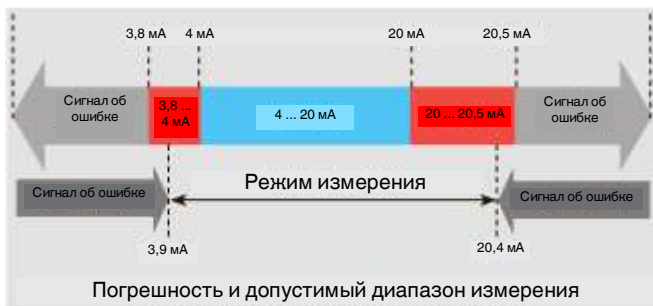 3,8 мА 4 мА 20 мА 20,5 мА
Сигнал об
ошибке
3,8 ...
4 мА
4 ... 20 мА
20 ... 20,5 мА
Сигнал об
ошибке
Сигнал об ошибке
Режим измерения
Сигнал об ошибке
3,9 мА
20,4 мА
Погрешность и допустимый диапазон измерения